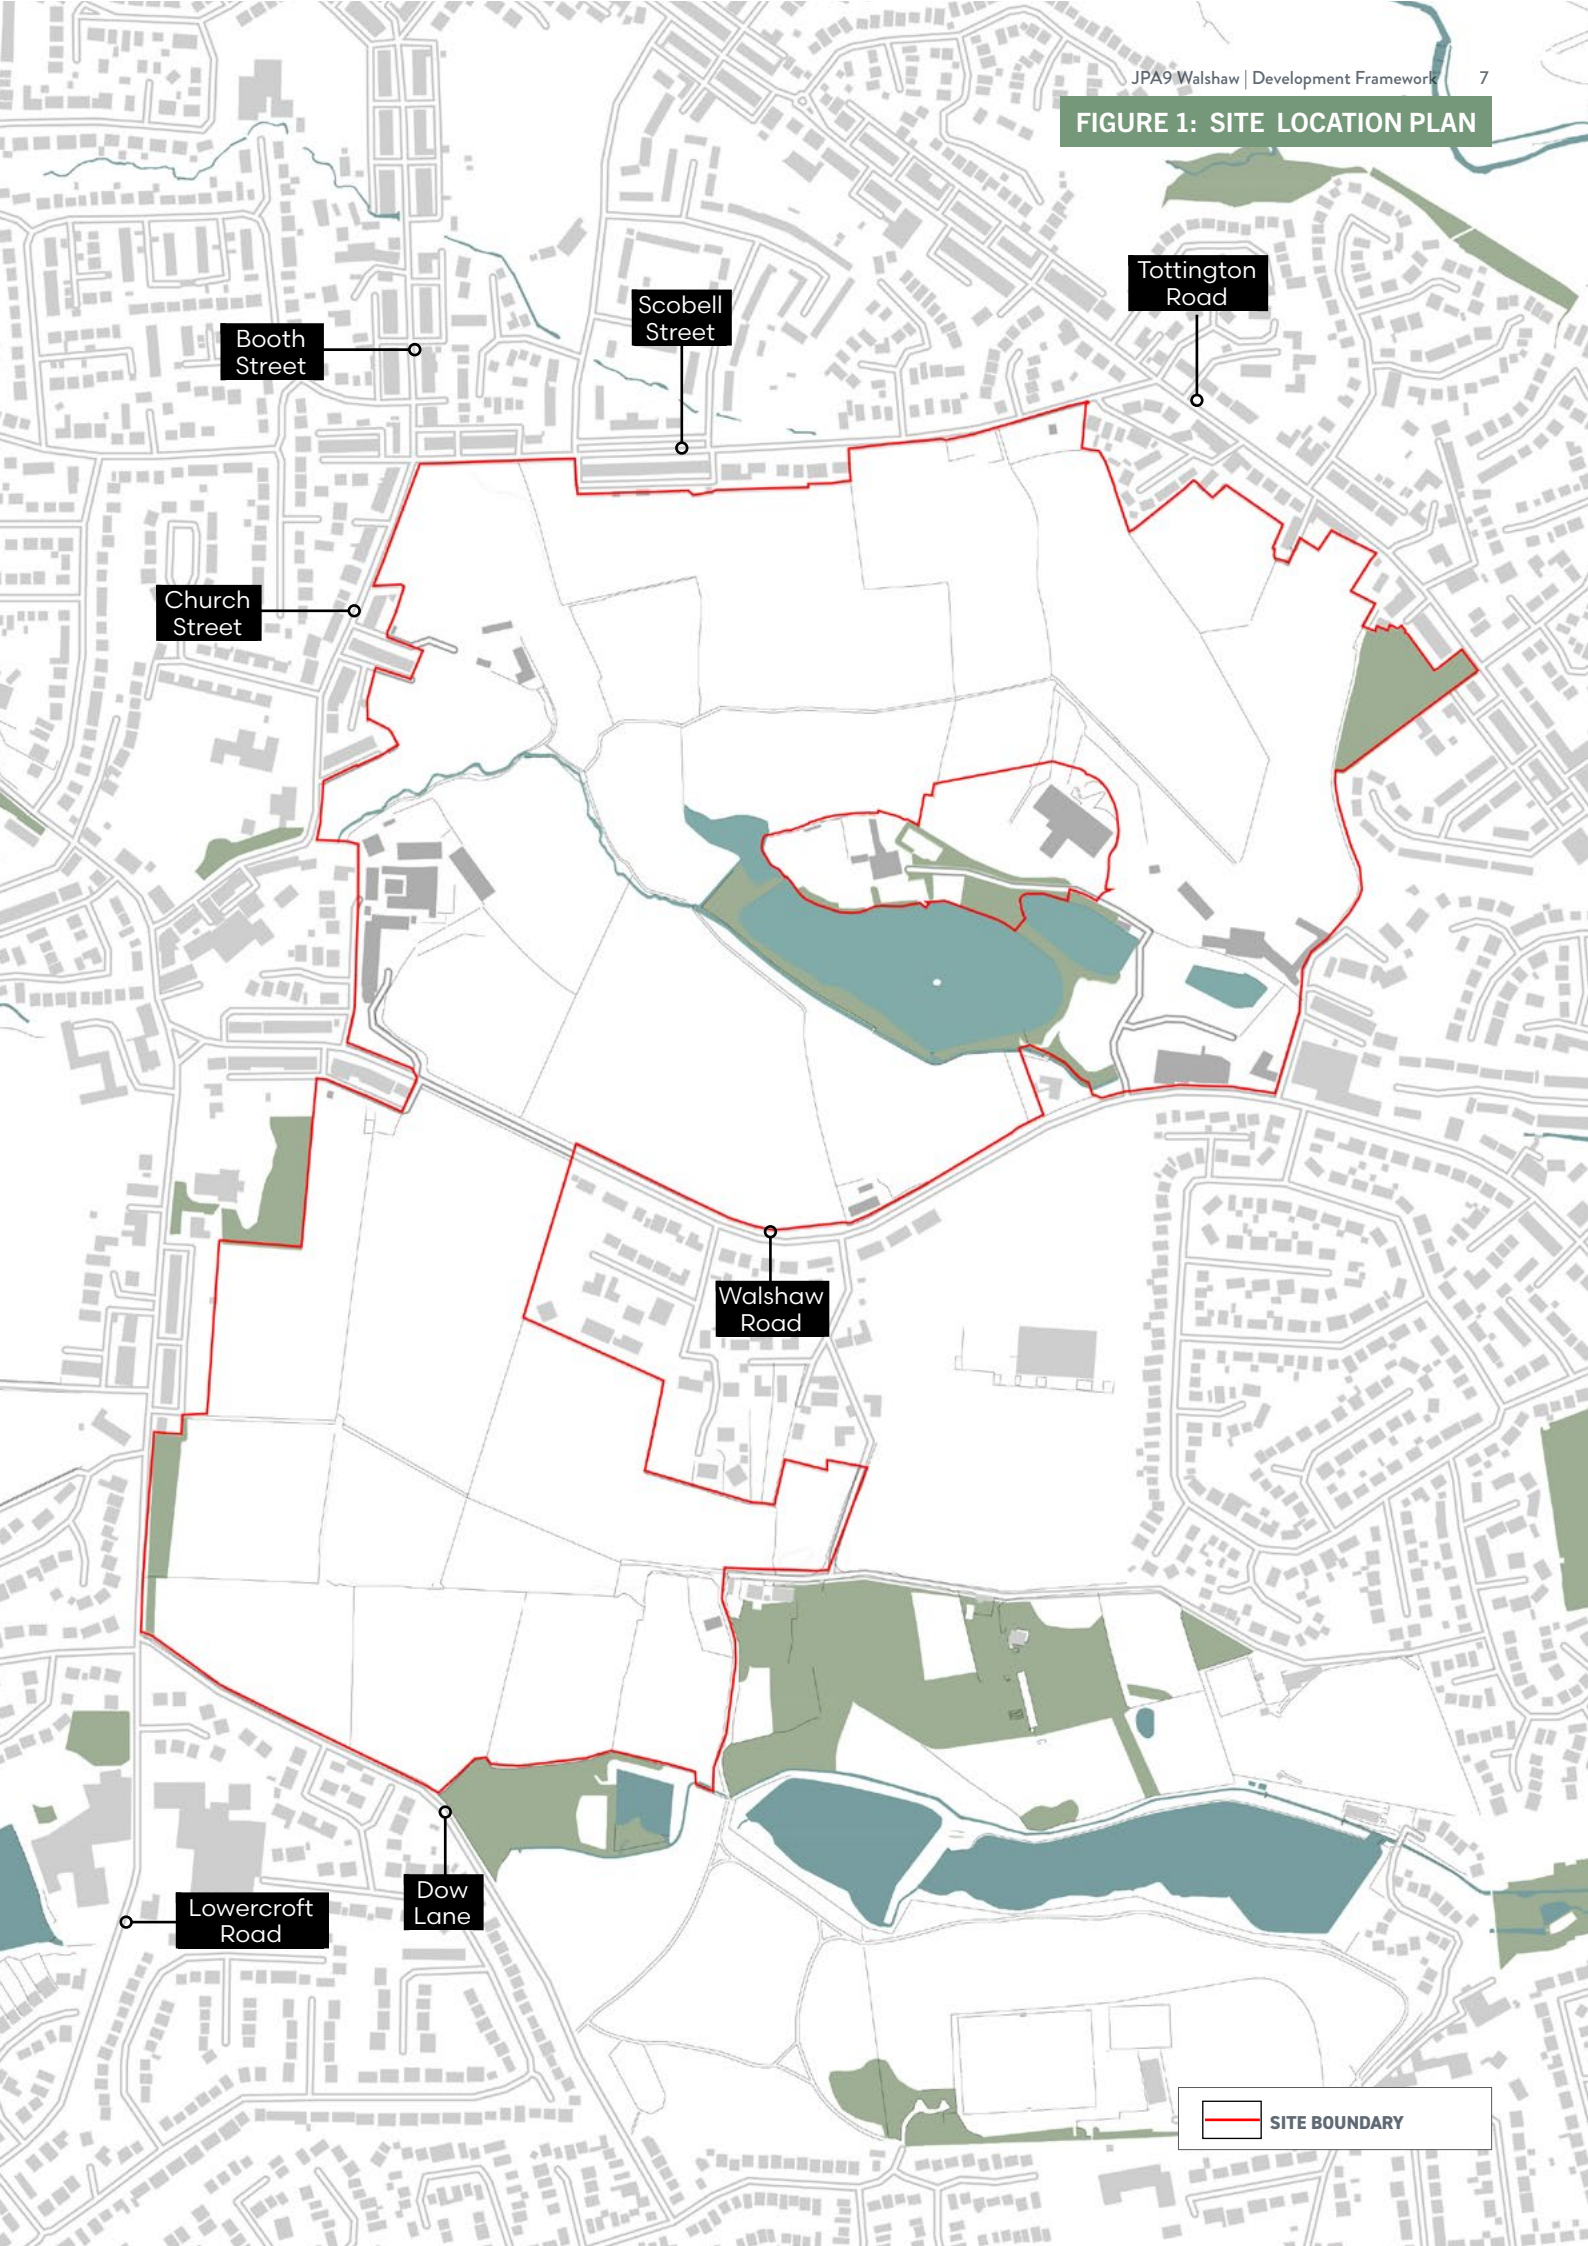 JPA9 Walshaw | Development Framework 7
FIGURE 1: SITE LOCATION PLAN
Tottington
Road
Scobell
Street
Booth
Street
Church
Street
Walshaw
Road
Dow
Lane
Lowercroft
Road
SITE BOUNDARY